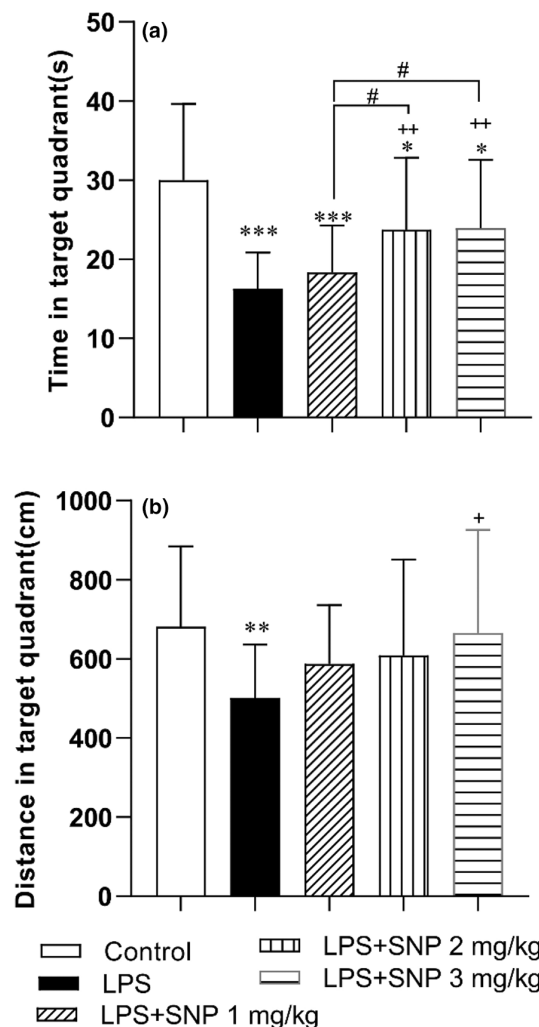 (a)
Time in target quadrant(s)
50
40
30
20
10
0
***
***
#
#
++
*
++
*
(b)
Distance in target quadrant(cm)
1000
800
600
400
200
0
**
+
Control
LPS
LPS+SNP 1 mg/kg
LPS+SNP 2 mg/kg
LPS+SNP 3 mg/kg